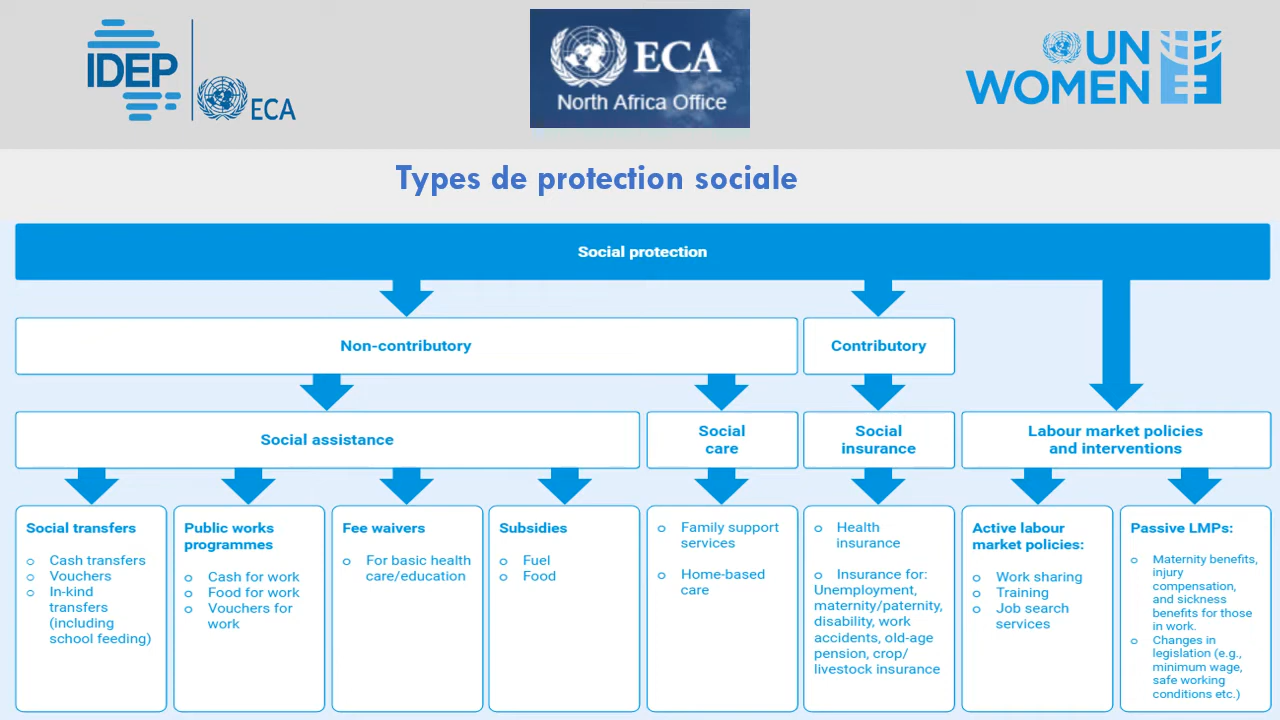 IDEP
ECA
ECA
North Africa Office
UN
WOMEN
Types de protection sociale
Social protection
Non-contributory
Contributory
Social assistance
Social
care
Social
insurance
Labour market policies
and interventions
Social transfers
o Cash transfers
o Vouchers
o In-kind
transfers
(including
school feeding)
Public works
programmes
o Cash for work
o Food for work
o Vouchers for
work
Fee waivers
o For basic health
care/education
Subsidies
o Fuel
o Food
o Family support
services
o Home-based
care
o Health
insurance
o Insurance for:
Unemployment,
maternity/paternity,
disability, work
accidents, old-age
pension, crop/
livestock insurance
Active labour
market policies:
o Work sharing
o Training
o Job search
services
Passive LMPs:
o Maternity benefits,
injury
compensation,
and sickness
benefits for those
in work.
o Changes in
legislation (e.g.,
minimum wage,
safe working
conditions etc.)